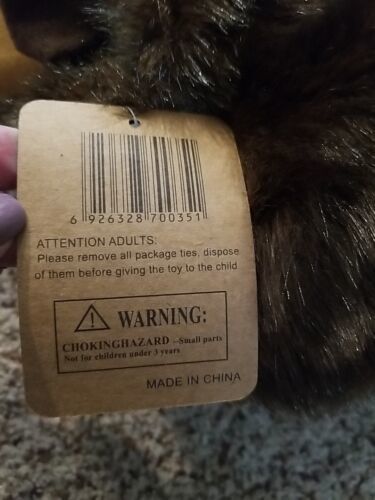 6 926328 700351
ATTENTION ADULTS:
Please remove all package ties, dispose
of them before giving the toy to the child
WARNING:
CHOKINGHAZARD --Small parts
Not for children under 3 years
MADE IN CHINA